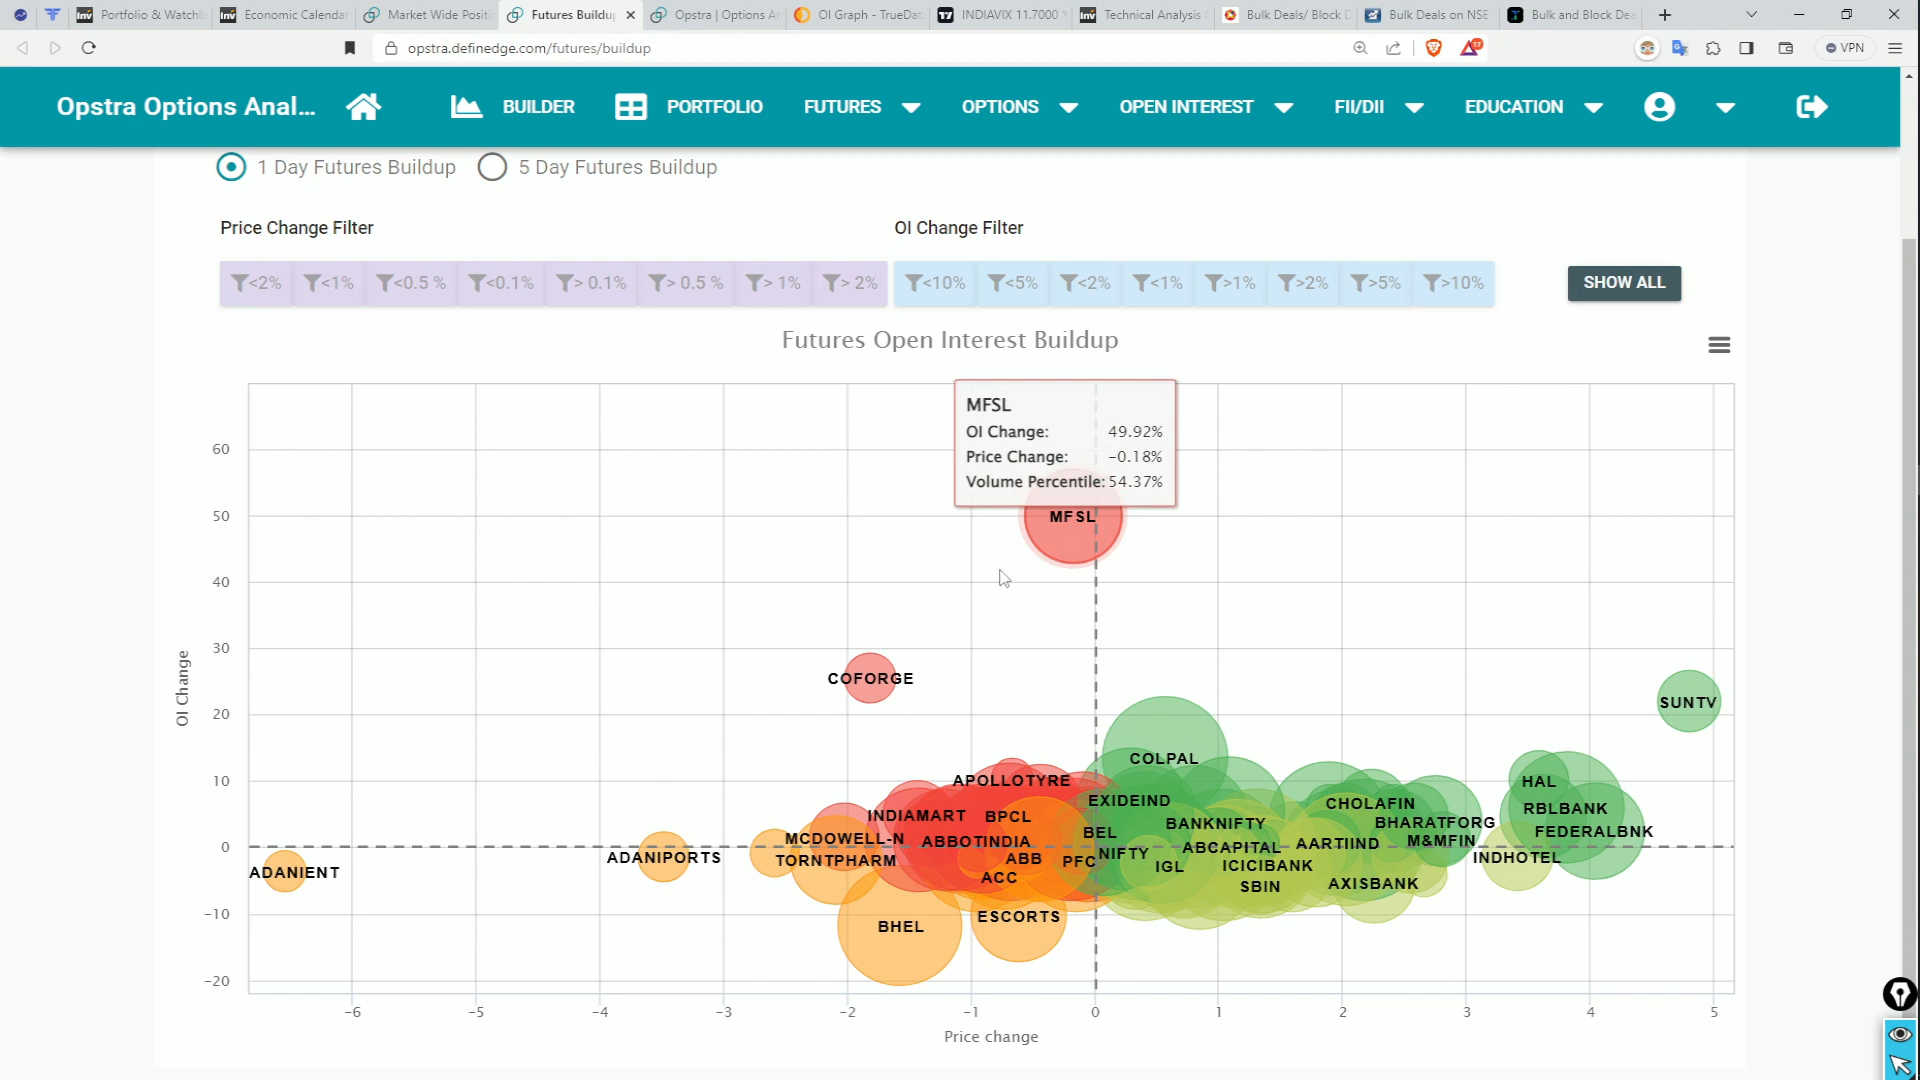 Portfolio & Watchli
Economic Calenda
Market Wide Positi
Futures Buildup
Opstra | Options An
OI Graph - TrueDat
INDIAVIX 11.7000
Technical Analysis
Bulk Deals/ Block D
Bulk Deals on NSE
Bulk and Block Dea
opstra.definedge.com/futures/buildup
17
VPN
Opstra Options Anal...
BUILDER
PORTFOLIO
FUTURES
OPTIONS
OPEN INTEREST
FII/DII
EDUCATION
1 Day Futures Buildup
5 Day Futures Buildup
Price Change Filter
OI Change Filter
<2%
<1%
<0.5 %
<0.1%
> 0.1%
> 0.5 %
> 1%
> 2%
<10%
<5%
<2%
<1%
>1%
>2%
>5%
>10%
SHOW ALL
Futures Open Interest Buildup
MFSL
OI Change: 49.92%
Price Change: -0.18%
Volume Percentile: 54.37%
60
50
40
30
20
10
0
-10
-20
OI Change
MFSL
COFORGE
SUNTV
COLPAL
APOLLOTYRE
HAL
EXIDEIND
CHOLAFIN
RBLBANK
INDIAMART
BPCL
BANKNIFTY
BHARATFORG
BEL
FEDERALBNK
MCDOWELL-N
ABBOTINDIA
ABCAPITAL
AARTIIND
M&MFIN
ADANIPORTS
TORNTPHARM
ABB
PFC
NIFTY
INDHOTEL
IGL
ICICIBANK
ADANIENT
ACC
SBIN
AXISBANK
ESCORTS
BHEL
-6
-5
-4
-3
-2
-1
0
1
2
3
4
5
Price change